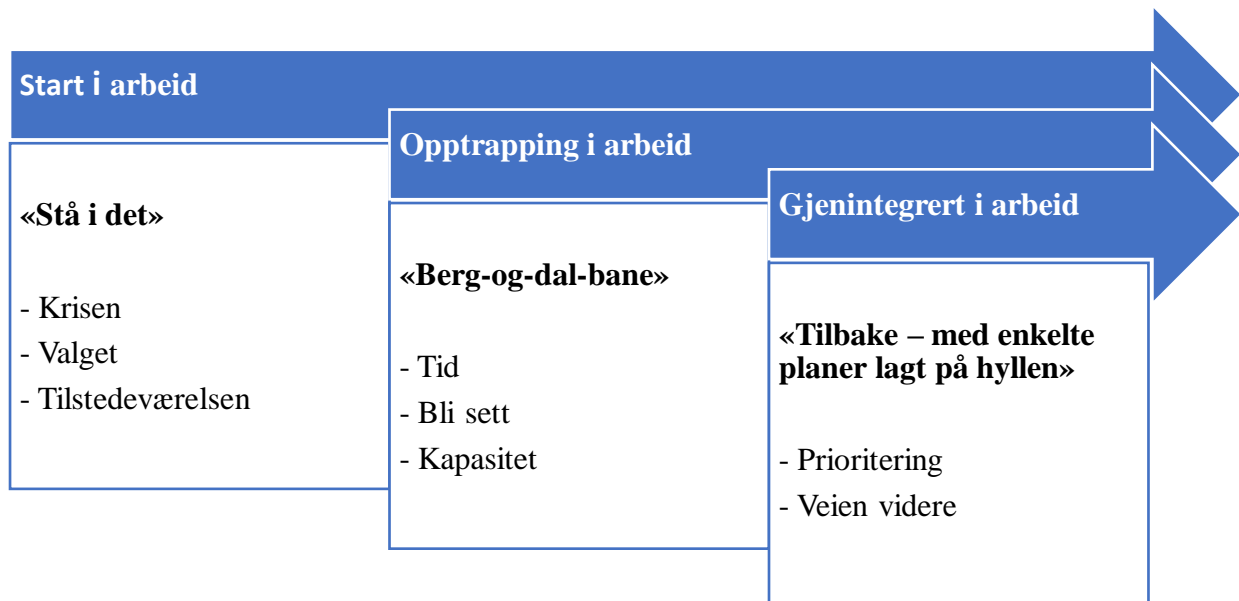 Start i arbeid
«Stå i det»
- Krisen
- Valget
- Tilstedeværelsen
Opptrapping i arbeid
«Berg-og-dal-bane»
- Tid
- Bli sett
- Kapasitet
Gjenintegrert i arbeid
«Tilbake – med enkelte
planer lagt på hyllen»
- Prioritering
- Veien videre